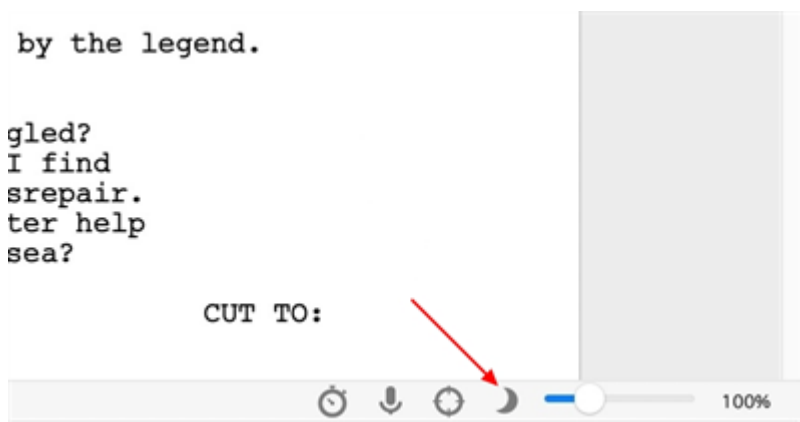 by the legend.
gled?
I find
srepair.
ter help
sea?
CUT TO:
100%